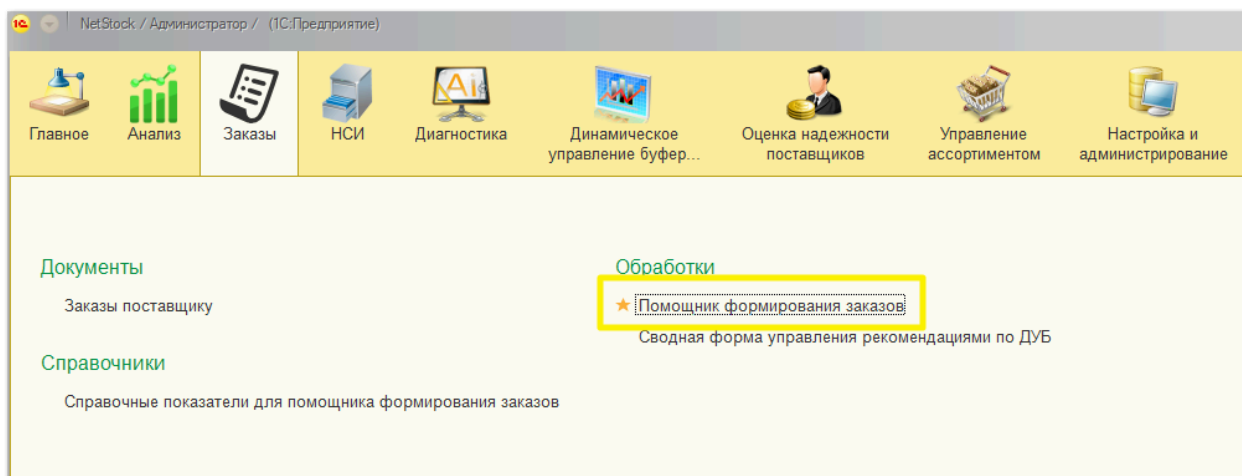 NetStock / Администратор / (1С:Предприятие)
Главное
Анализ
Заказы
НСИ
Диагностика
Динамическое
управление буфер...
Оценка надежности
поставщиков
Управление
ассортиментом
Настройка и
администрирование
Документы
Заказы поставщику
Справочники
Справочные показатели для помощника формирования заказов
Обработки
Помощник формирования заказов
Сводная форма управления рекомендациями по ДУБ